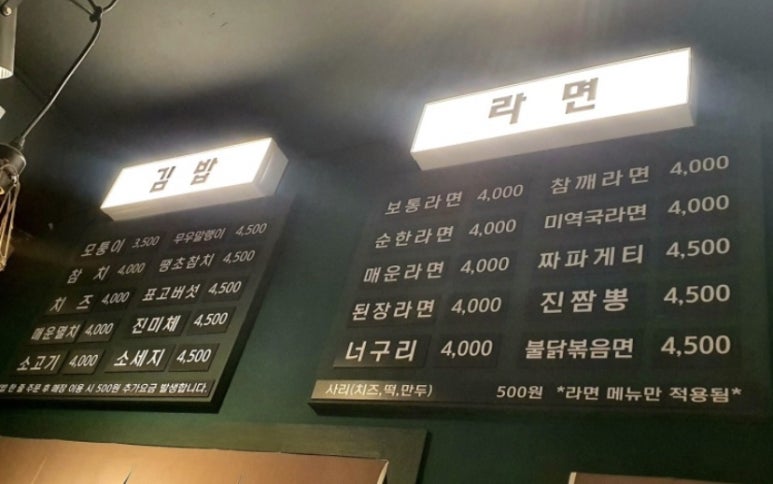 김밥
모퉁이 3,500 무우말랭이 4,500
참치 4,000 땡초참치 4,500
치즈 4,000 표고버섯 4,500
매운멸치 4,000 진미채 4,500
소고기 4,000 소세지 4,500
한 줄 주문 후 매장 이용 시 500원 추가요금 발생합니다.
라면
보통라면 4,000 참깨라면 4,000
순한라면 4,000 미역국라면 4,000
매운라면 4,000 짜파게티 4,500
된장라면 4,000 진짬뽕 4,500
너구리 4,000 불닭볶음면 4,500
사리(치즈,떡,만두) 500원 *라면 메뉴만 적용됨*